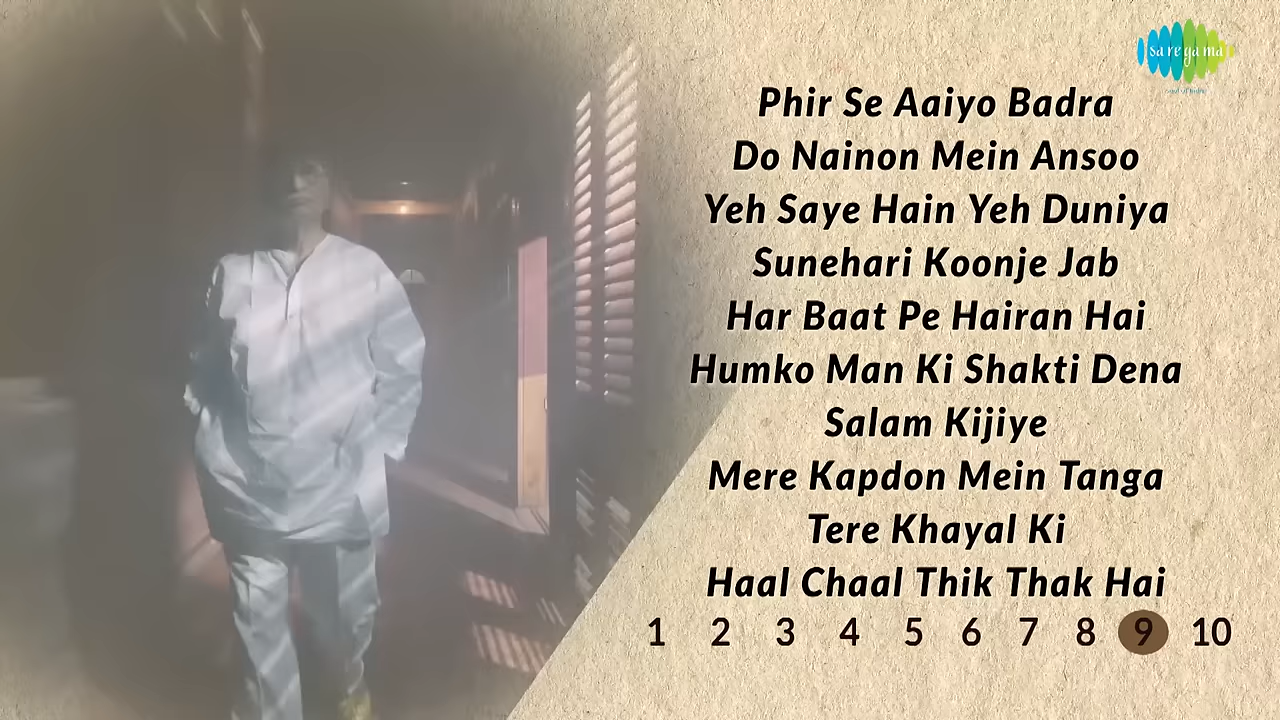 sa re ga ma
Phir Se Aaiyo Badra
Do Nainon Mein Ansoo
Yeh Saye Hain Yeh Duniya
Sunehari Koonje Jab
Har Baat Pe Hairan Hai
Humko Man Ki Shakti Dena
Salam Kijiye
Mere Kapdon Mein Tanga
Tere Khayal Ki
Haal Chaal Thik Thak Hai
1 2 3 4 5 6 7 8 9 10